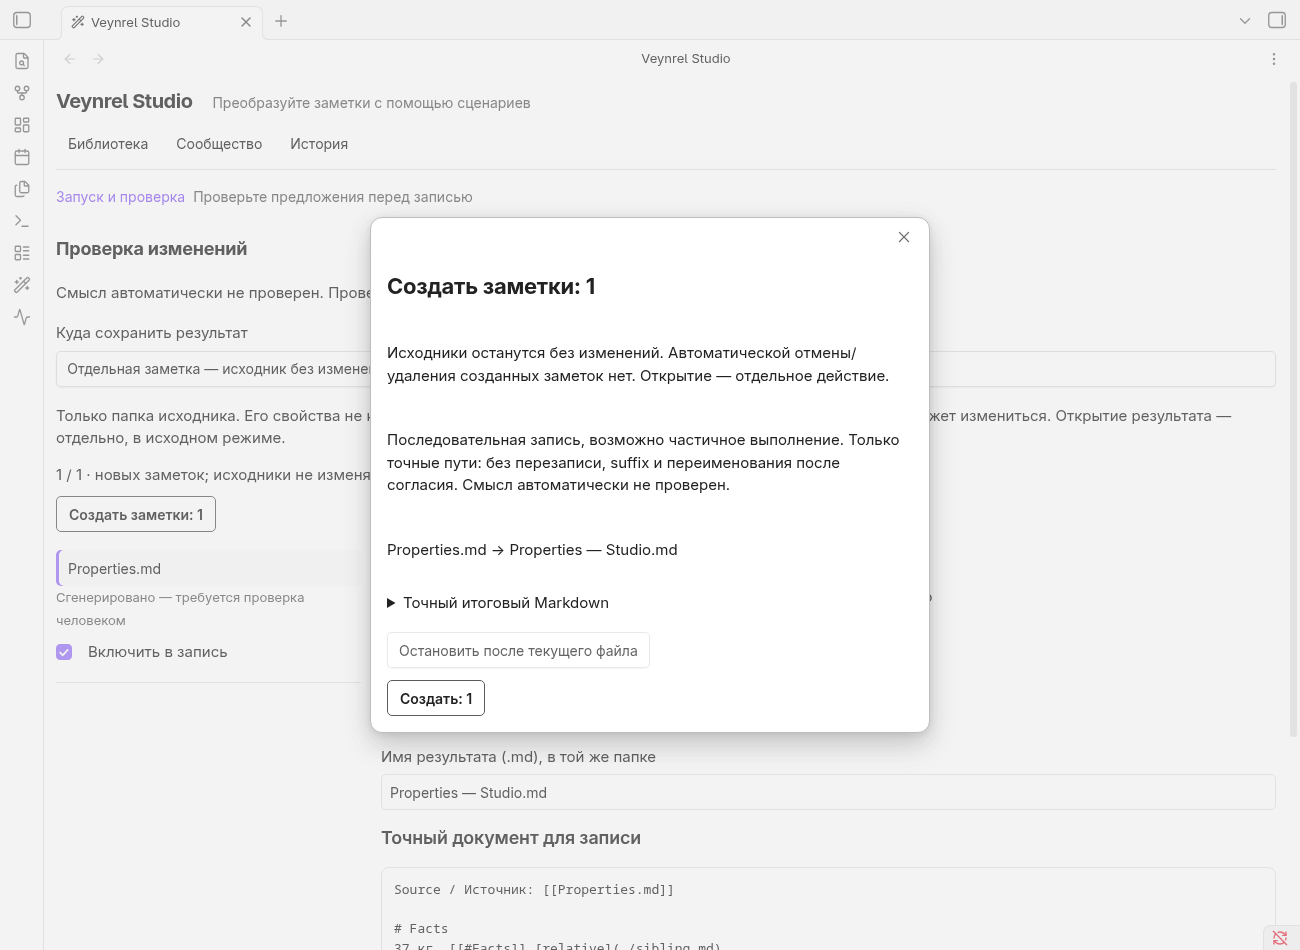 Veynrel Studio
Veynrel Studio
Veynrel Studio Преобразуйте заметки с помощью сценариев
Библиотека Сообщество История
Запуск и проверка Проверьте предложения перед записью
Проверка изменений
Смысл автоматически не проверен.
Куда сохранить результат
Отдельная заметка — исходник без
Только папка исходника. Его свойства не
измениться. Открытие результата —
отдельно, в исходном режиме.
1 / 1 · новых заметок; исходники не
Создать заметки: 1
Properties.md
Сгенерировано — требуется проверка
человеком
Включить в запись
Создать заметки: 1
Исходники останутся без изменений. Автоматической отмены/
удаления созданных заметок нет. Открытие — отдельное действие.
Последовательная запись, возможно частичное выполнение. Только
точные пути: без перезаписи, suffix и переименования после
согласия. Смысл автоматически не проверен.
Properties.md → Properties — Studio.md
Точный итоговый Markdown
Остановить после текущего файла
Создать: 1
Имя результата (.md), в той же папке
Properties — Studio.md
Точный документ для записи
Source / Источник: [[Properties.md]]
# Facts
37 кг. [[#Facts]] [relative](./sibling.md)